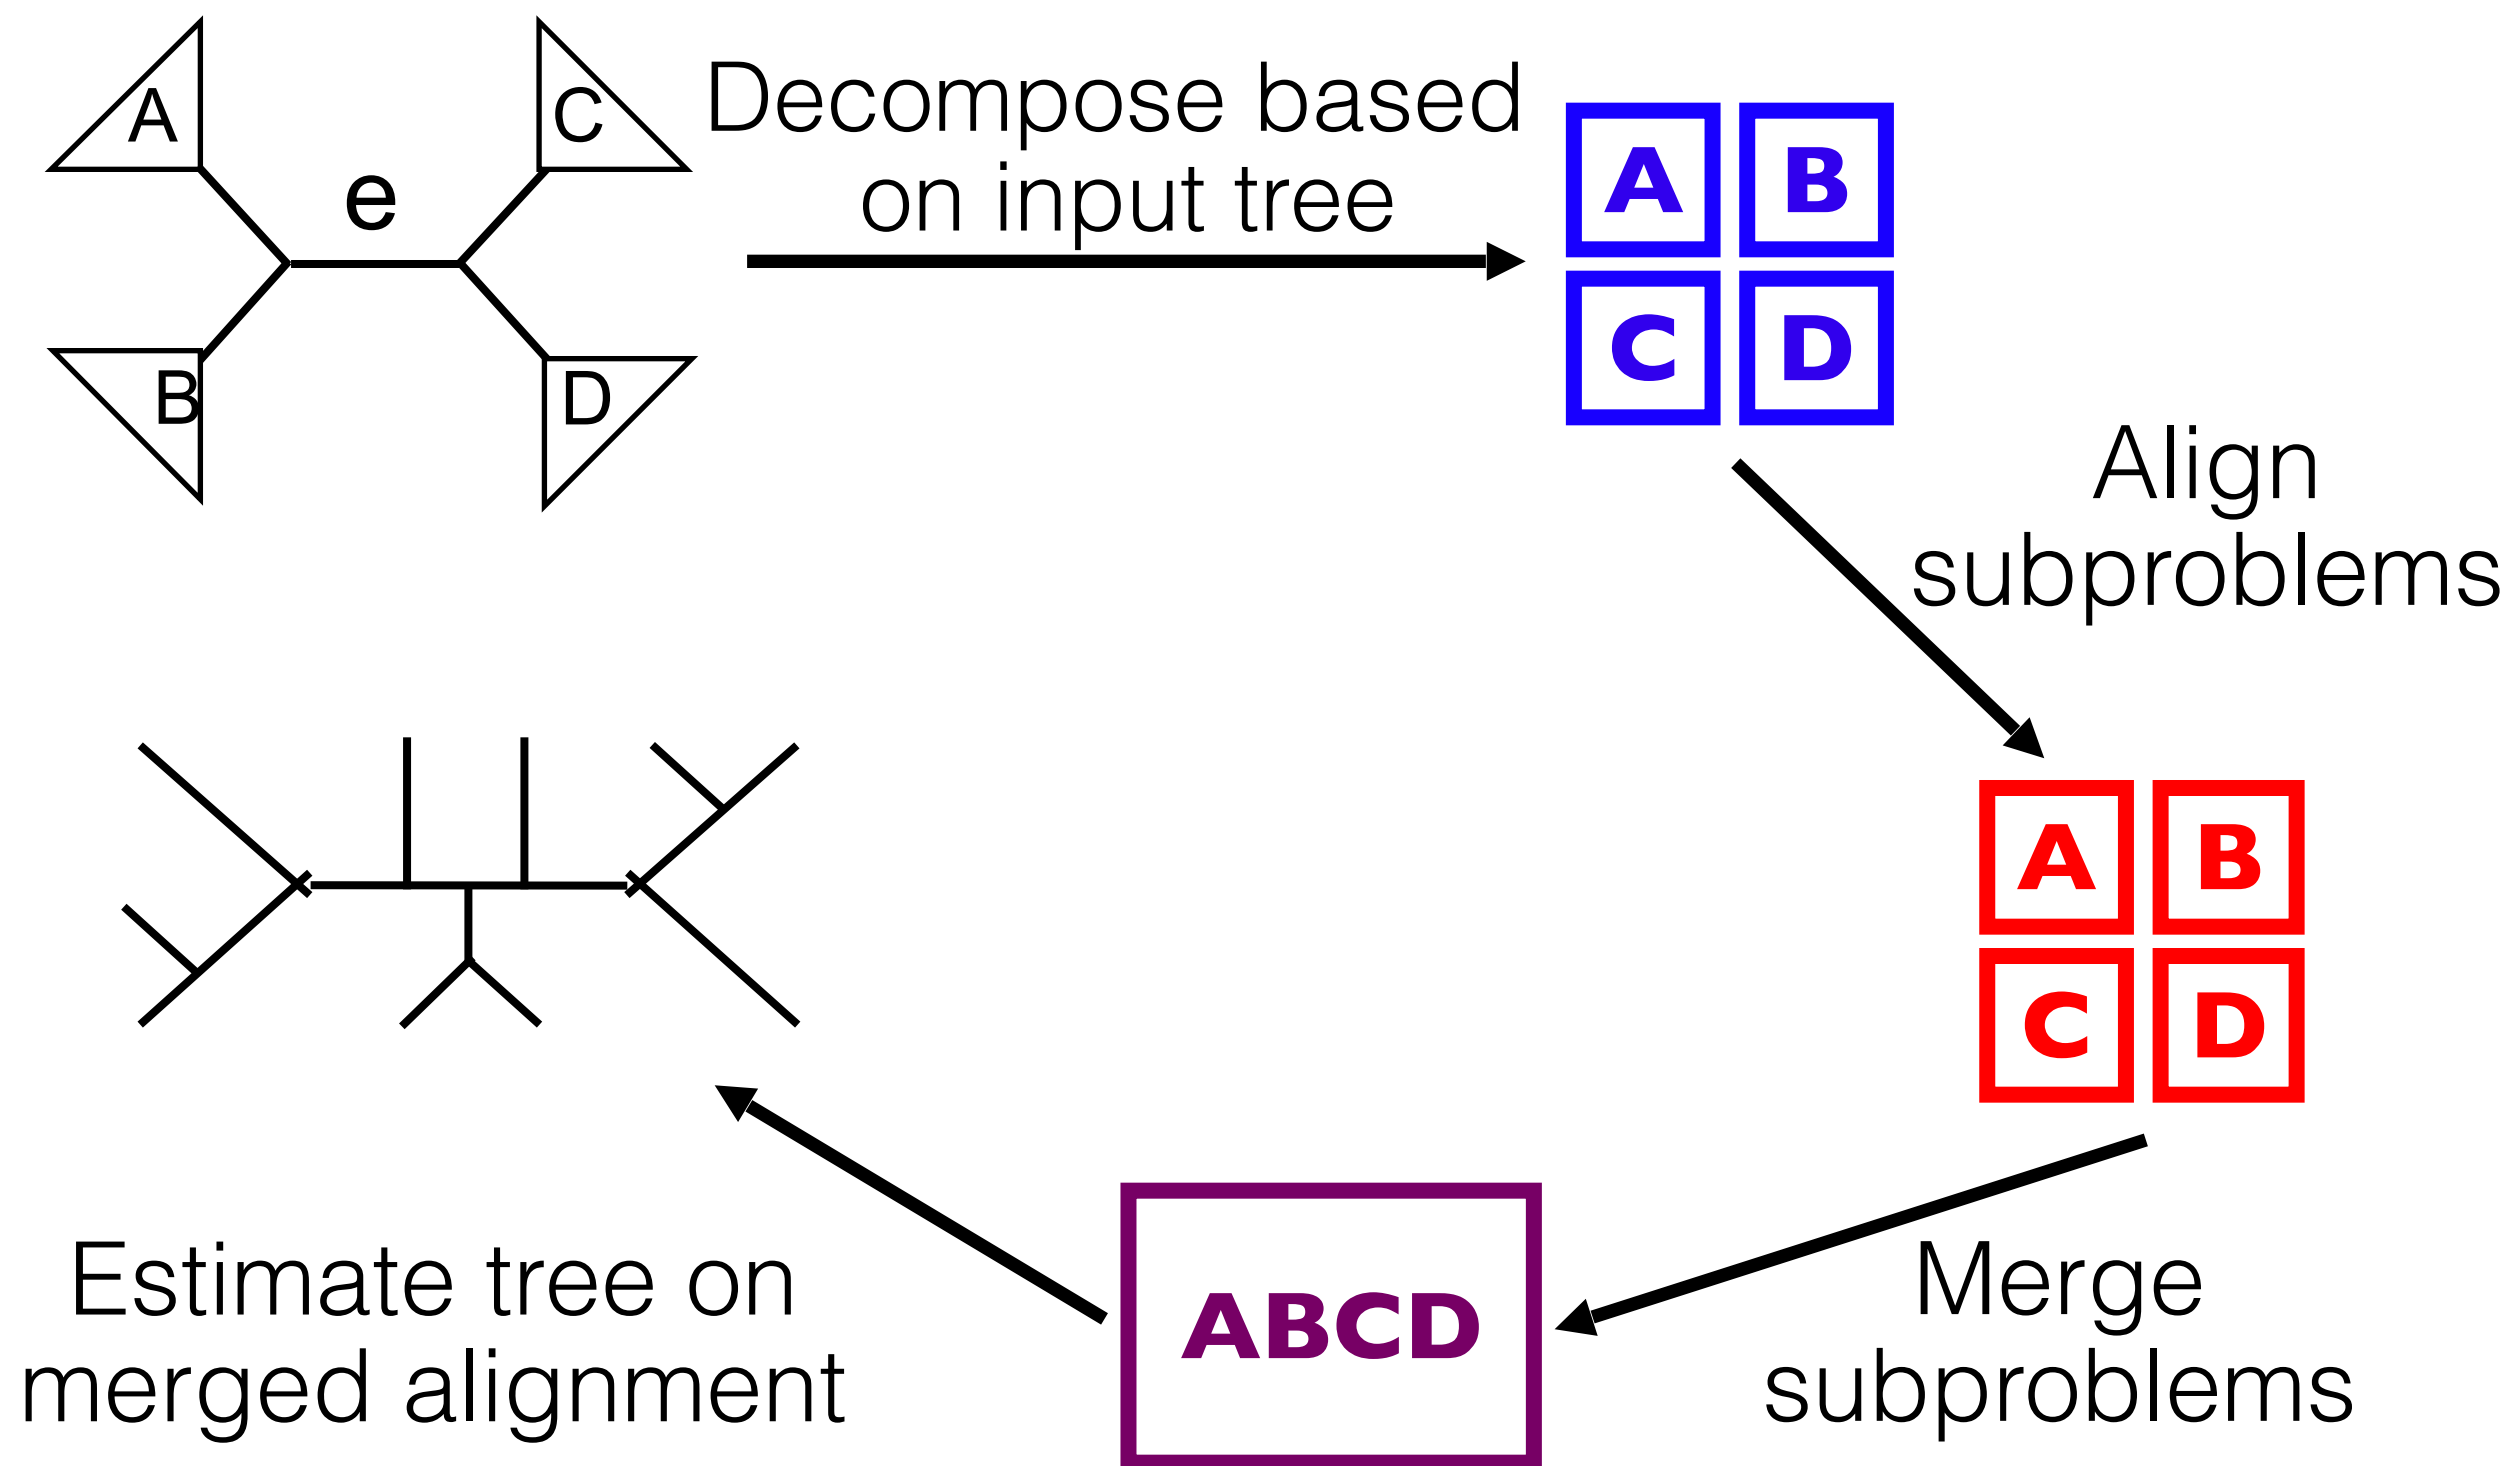 A
C
e
B
D
Decompose based
on input tree
A B
C D
Align
subproblems
A B
C D
Merge
subproblems
ABCD
Estimate tree on
merged alignment